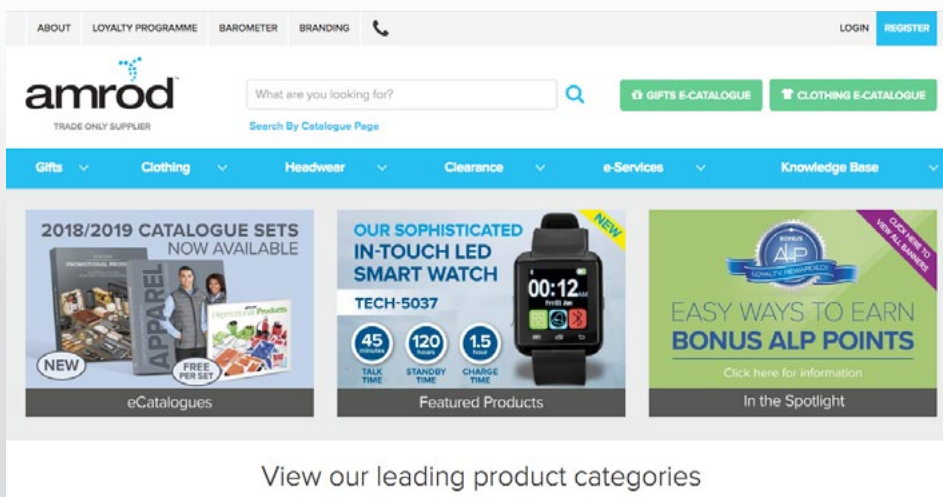 ABOUT LOYALTY PROGRAMME BAROMETER BRANDING LOGIN REGISTER
amrod
TRADE ONLY SUPPLIER
What are you looking for?
Search By Catalogue Page
GIFTS E-CATALOGUE CLOTHING E-CATALOGUE
Gifts Clothing Headwear Clearance e-Services Knowledge Base
2018/2019 CATALOGUE SETS
NOW AVAILABLE
PROMOTIONAL PRODUCTS
APPAREL
Promotional Products
NEW
FREE
PER SET
eCatalogues
OUR SOPHISTICATED
IN-TOUCH LED
SMART WATCH
TECH-5037
NEW
00:12
45
minutes
TALK
TIME
120
hours
STANDBY
TIME
1.5
hour
CHARGE
TIME
Featured Products
CLICK HERE TO
VIEW ALL BANNERS
BONUS
ALP
LOYALTY REWARDED!
EASY WAYS TO EARN
BONUS ALP POINTS
Click here for information
In the Spotlight
View our leading product categories